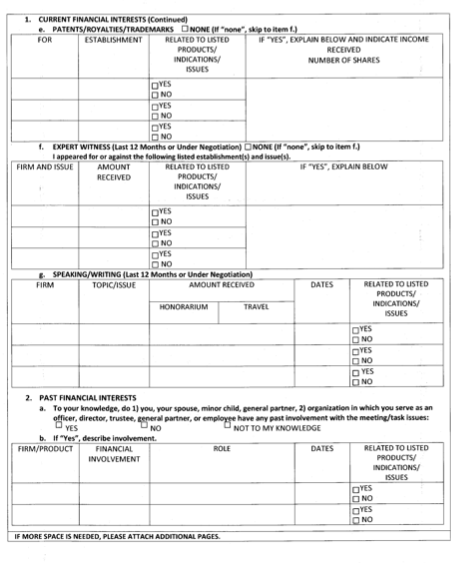 1. CURRENT FINANCIAL INTERESTS (Continued)
e. PATENTS/ROYALTIES/TRADEMARKS ☐NONE (If "none", skip to item f.)
FOR ESTABLISHMENT RELATED TO LISTED PRODUCTS/ INDICATIONS/ ISSUES IF "YES", EXPLAIN BELOW AND INDICATE INCOME RECEIVED NUMBER OF SHARES
☐YES
☐ NO
☐YES
☐ NO
☐YES
☐ NO
f. EXPERT WITNESS (Last 12 Months or Under Negotiation) ☐NONE (If "none", skip to item f.)
I appeared for or against the following listed establishment(s) and issue(s).
FIRM AND ISSUE AMOUNT RECEIVED RELATED TO LISTED PRODUCTS/ INDICATIONS/ ISSUES IF "YES", EXPLAIN BELOW
☐YES
☐ NO
☐YES
☐ NO
☐YES
☐ NO
g. SPEAKING/WRITING (Last 12 Months or Under Negotiation)
FIRM TOPIC/ISSUE AMOUNT RECEIVED DATES RELATED TO LISTED PRODUCTS/ INDICATIONS/ ISSUES
HONORARIUM TRAVEL
☐YES
☐ NO
☐YES
☐ NO
☐ YES
☐ NO
2. PAST FINANCIAL INTERESTS
a. To your knowledge, do 1) you, your spouse, minor child, general partner, 2) organization in which you serve as an
officer, director, trustee, general partner, or employee have any past involvement with the meeting/task issues:
☐ YES ☐ NO ☐ NOT TO MY KNOWLEDGE
b. If "Yes", describe involvement.
FIRM/PRODUCT FINANCIAL INVOLVEMENT ROLE DATES RELATED TO LISTED PRODUCTS/ INDICATIONS/ ISSUES
☐YES
☐ NO
☐YES
☐ NO
IF MORE SPACE IS NEEDED, PLEASE ATTACH ADDITIONAL PAGES.